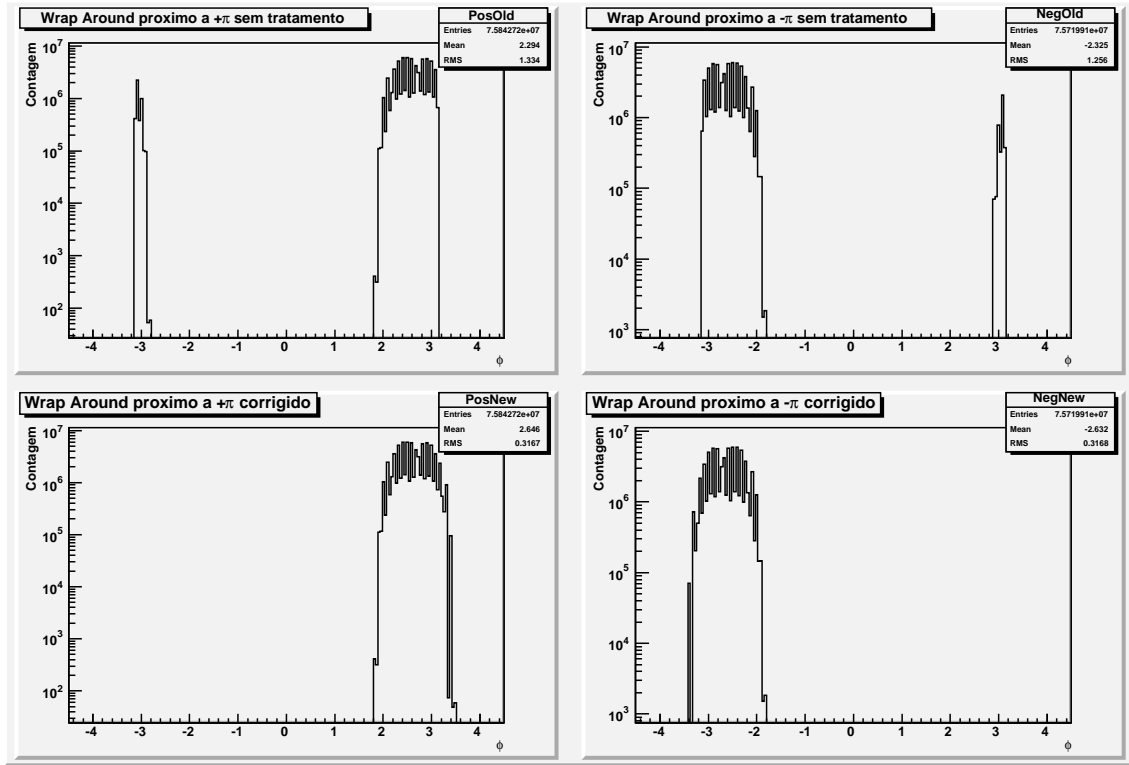 Wrap Around proximo a +π sem tratamento
PosOld
Entries 7.584272e+07
Mean 2.294
RMS 1.334
Contagem
10^7
10^6
10^5
10^4
10^3
10^2
-4 -3 -2 -1 0 1 2 3 4
ϕ
Wrap Around proximo a -π sem tratamento
NegOld
Entries 7.571991e+07
Mean -2.325
RMS 1.256
Contagem
10^7
10^6
10^5
10^4
10^3
-4 -3 -2 -1 0 1 2 3 4
ϕ
Wrap Around proximo a +π corrigido
PosNew
Entries 7.584272e+07
Mean 2.646
RMS 0.3167
Contagem
10^7
10^6
10^5
10^4
10^3
10^2
-4 -3 -2 -1 0 1 2 3 4
ϕ
Wrap Around proximo a -π corrigido
NegNew
Entries 7.571991e+07
Mean -2.632
RMS 0.3168
Contagem
10^7
10^6
10^5
10^4
10^3
-4 -3 -2 -1 0 1 2 3 4
ϕ